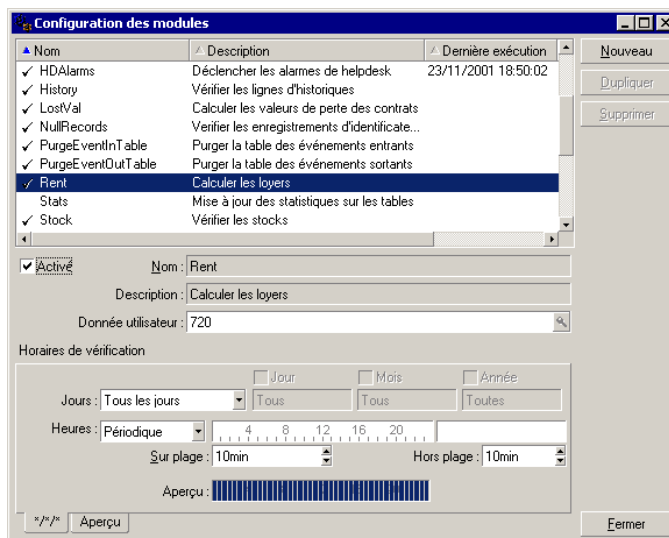 Configuration des modules
Nom Description Dernière exécution
HDAlarms Déclencher les alarmes de helpdesk 23/11/2001 18:50:02
History Vérifier les lignes d'historiques
LostVal Calculer les valeurs de perte des contrats
NullRecords Verifier les enregistrements d'identificate...
PurgeEventInTable Purger la table des événements entrants
PurgeEventOutTable Purger la table des événements sortants
Rent Calculer les loyers
Stats Mise à jour des statistiques sur les tables
Stock Vérifier les stocks
Nouveau
Dupliquer
Supprimer
Activé Nom : Rent
Description : Calculer les loyers
Donnée utilisateur : 720
Horaires de vérification
Jour Mois Année
Jours : Tous les jours Tous Tous Toutes
Heures : Périodique 4 8 12 16 20
Sur plage : 10min Hors plage : 10min
Aperçu :
*/*/* Aperçu
Fermer